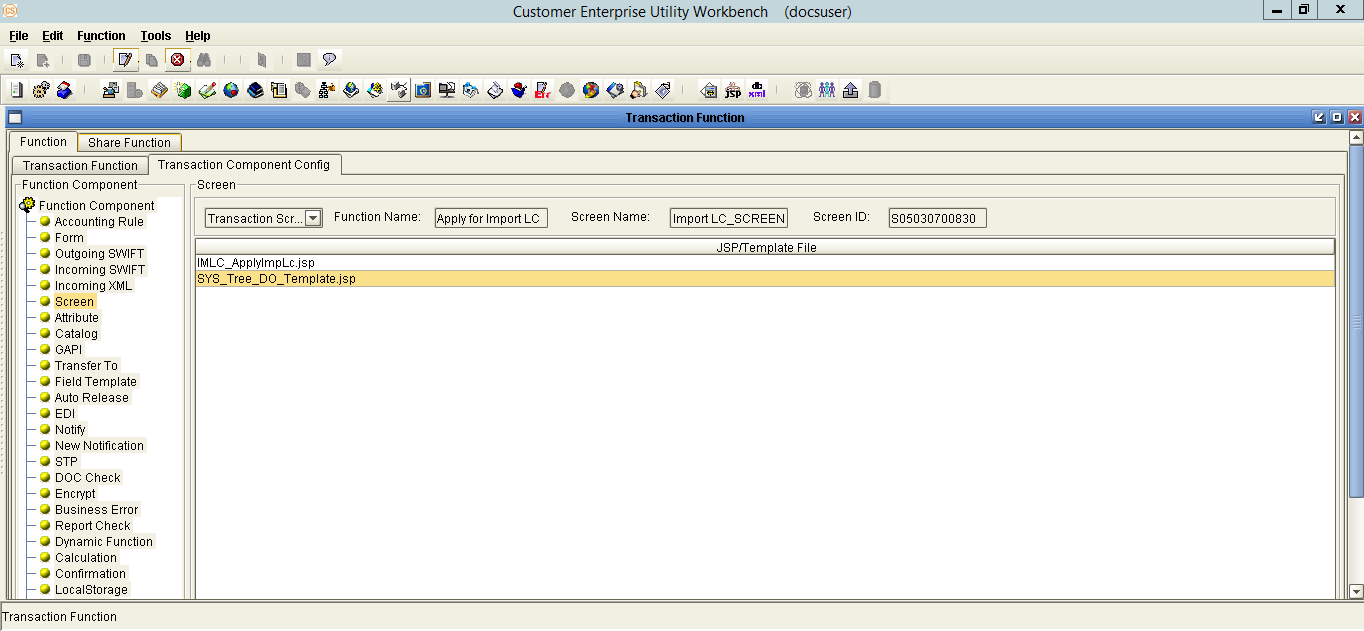 Customer Enterprise Utility Workbench (docsuser)
File Edit Function Tools Help
jsp xml
Transaction Function
Function Share Function
Transaction Function Transaction Component Config
Function Component
Screen
Function Component
Transaction Scr... Function Name: Apply for Import LC Screen Name: Import LC_SCREEN Screen ID: S05030700830
JSP/Template File
IMLC_ApplyImpLc.jsp
SYS_Tree_DO_Template.jsp
Accounting Rule
Form
Outgoing SWIFT
Incoming SWIFT
Incoming XML
Screen
Attribute
Catalog
GAPI
Transfer To
Field Template
Auto Release
EDI
Notify
New Notification
STP
DOC Check
Encrypt
Business Error
Report Check
Dynamic Function
Calculation
Confirmation
LocalStorage
Transaction Function